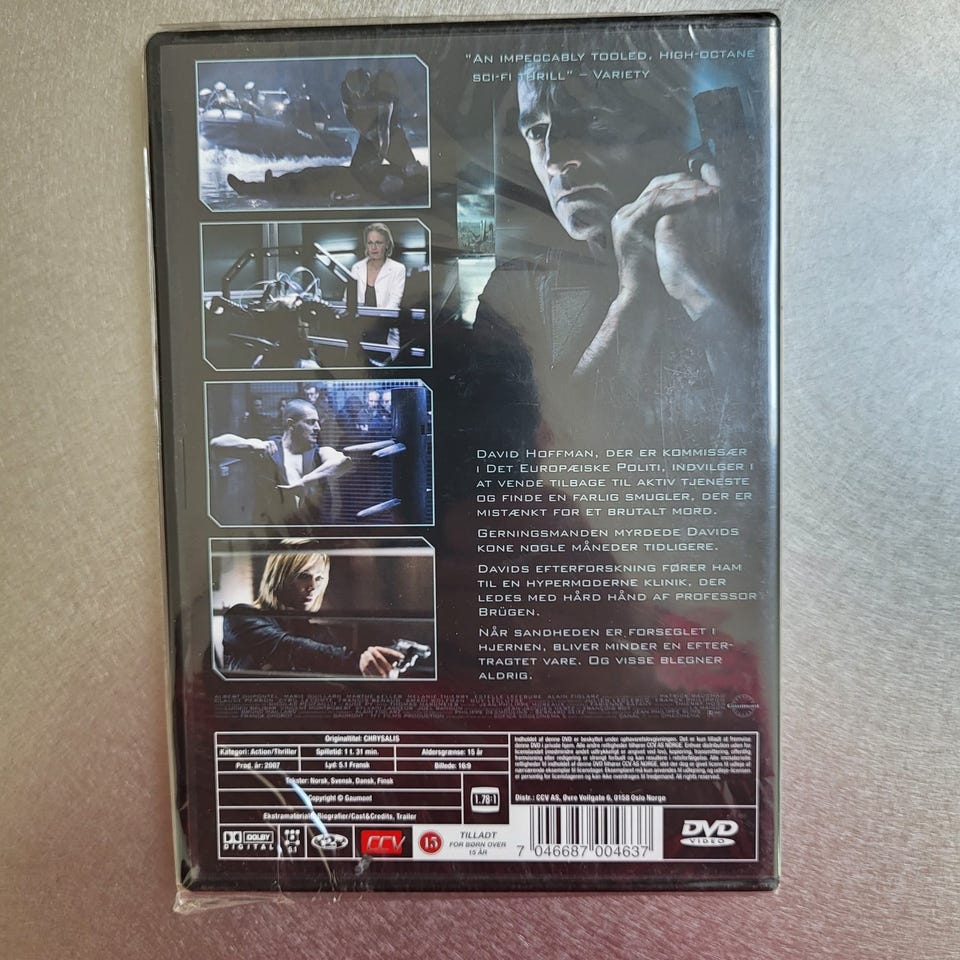 "An impeccably tooled, high-octane
sci-fi thrill" – Variety
David Hoffman, der er kommissær
i Det Europæiske Politi, indvilger i
at vende tilbage til aktiv tjeneste
og finde en farlig smugler, der er
mistænkt for et brutalt mord.
Gerningsmanden myrdede Davids
kone nogle måneder tidligere.
Davids efterforskning fører ham
til en hypermoderne klinik, der
ledes med hård hånd af Professor
Brügen.
Når sandheden er forseglet i
hjernen, bliver minder en efter-
tragtet vare. Og visse blegner
aldrig.
Gaumont
Originaltitel: CHRYSALIS
Kategori: Action/Thriller Spilletid: 1 t. 31 min. Aldersgrænse: 15 år
Prod. år: 2007 Lyd: 5.1 Fransk Billede: 16:9
Tekster: Norsk, Svensk, Dansk, Finsk
Copyright © Gaumont
Ekstramateriale: Biografier/Cast&Credits, Trailer
1.78:1
Distr.: CCV AS, Øvre Vollgate 6, 0158 Oslo Norge
DOLBY
DIGITAL
5.1
2
CCV
15
TILLADT
FOR BØRN OVER
15 ÅR
7 046687 004637
DVD
VIDEO